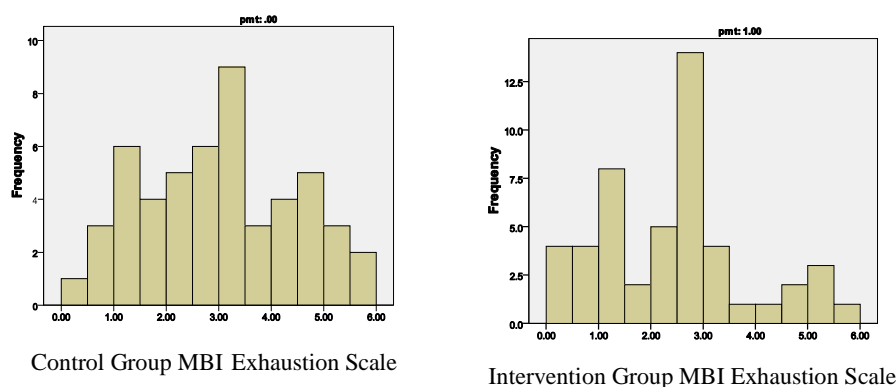 pmt: .00
10
8
6
4
2
0
Frequency
0.00 1.00 2.00 3.00 4.00 5.00 6.00
Control Group MBI Exhaustion Scale
pmt: 1.00
12.5
10.0
7.5
5.0
2.5
0.0
Frequency
0.00 1.00 2.00 3.00 4.00 5.00 6.00
Intervention Group MBI Exhaustion Scale